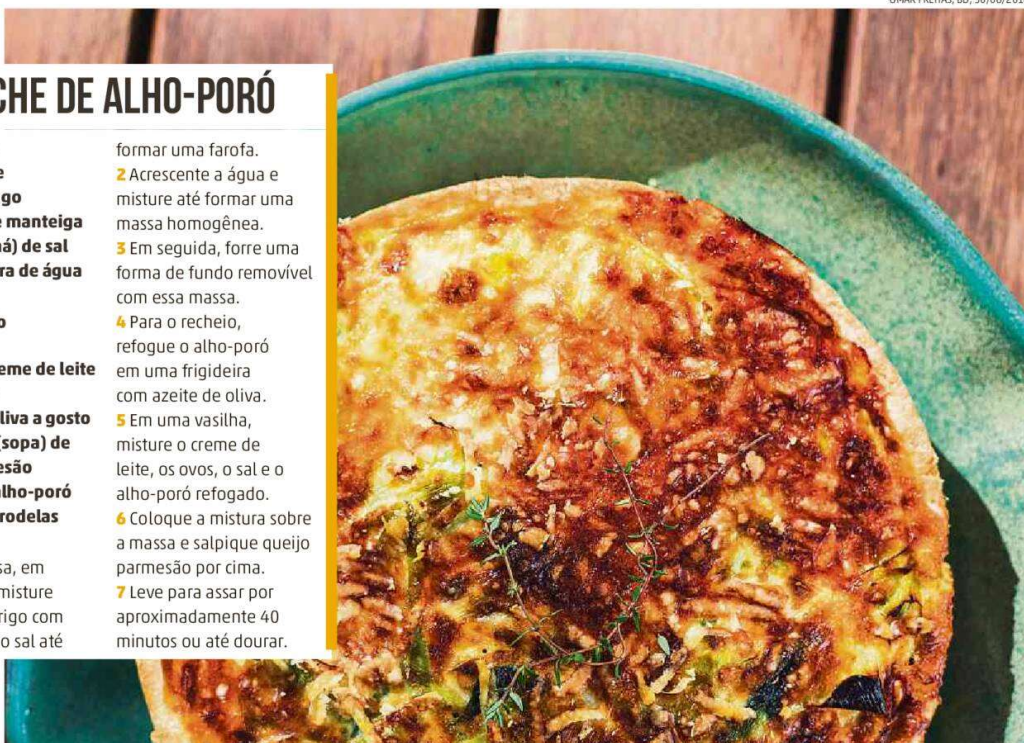 OMAR FREITAS, BD,
CHE DE ALHO-PORÓ
e
go
e manteiga
á) de sal
ra de água
o
eme de leite
liva a gosto
(sopa) de
esão
lho-poró
rodelas
sa, em
misture
rigo com
o sal até
formar uma farofa.
2 Acrescente a água e
misture até formar uma
massa homogênea.
3 Em seguida, forre uma
forma de fundo removível
com essa massa.
4 Para o recheio,
refogue o alho-poró
em uma frigideira
com azeite de oliva.
5 Em uma vasilha,
misture o creme de
leite, os ovos, o sal e o
alho-poró refogado.
6 Coloque a mistura sobre
a massa e salpique queijo
parmesão por cima.
7 Leve para assar por
aproximadamente 40
minutos ou até dourar.